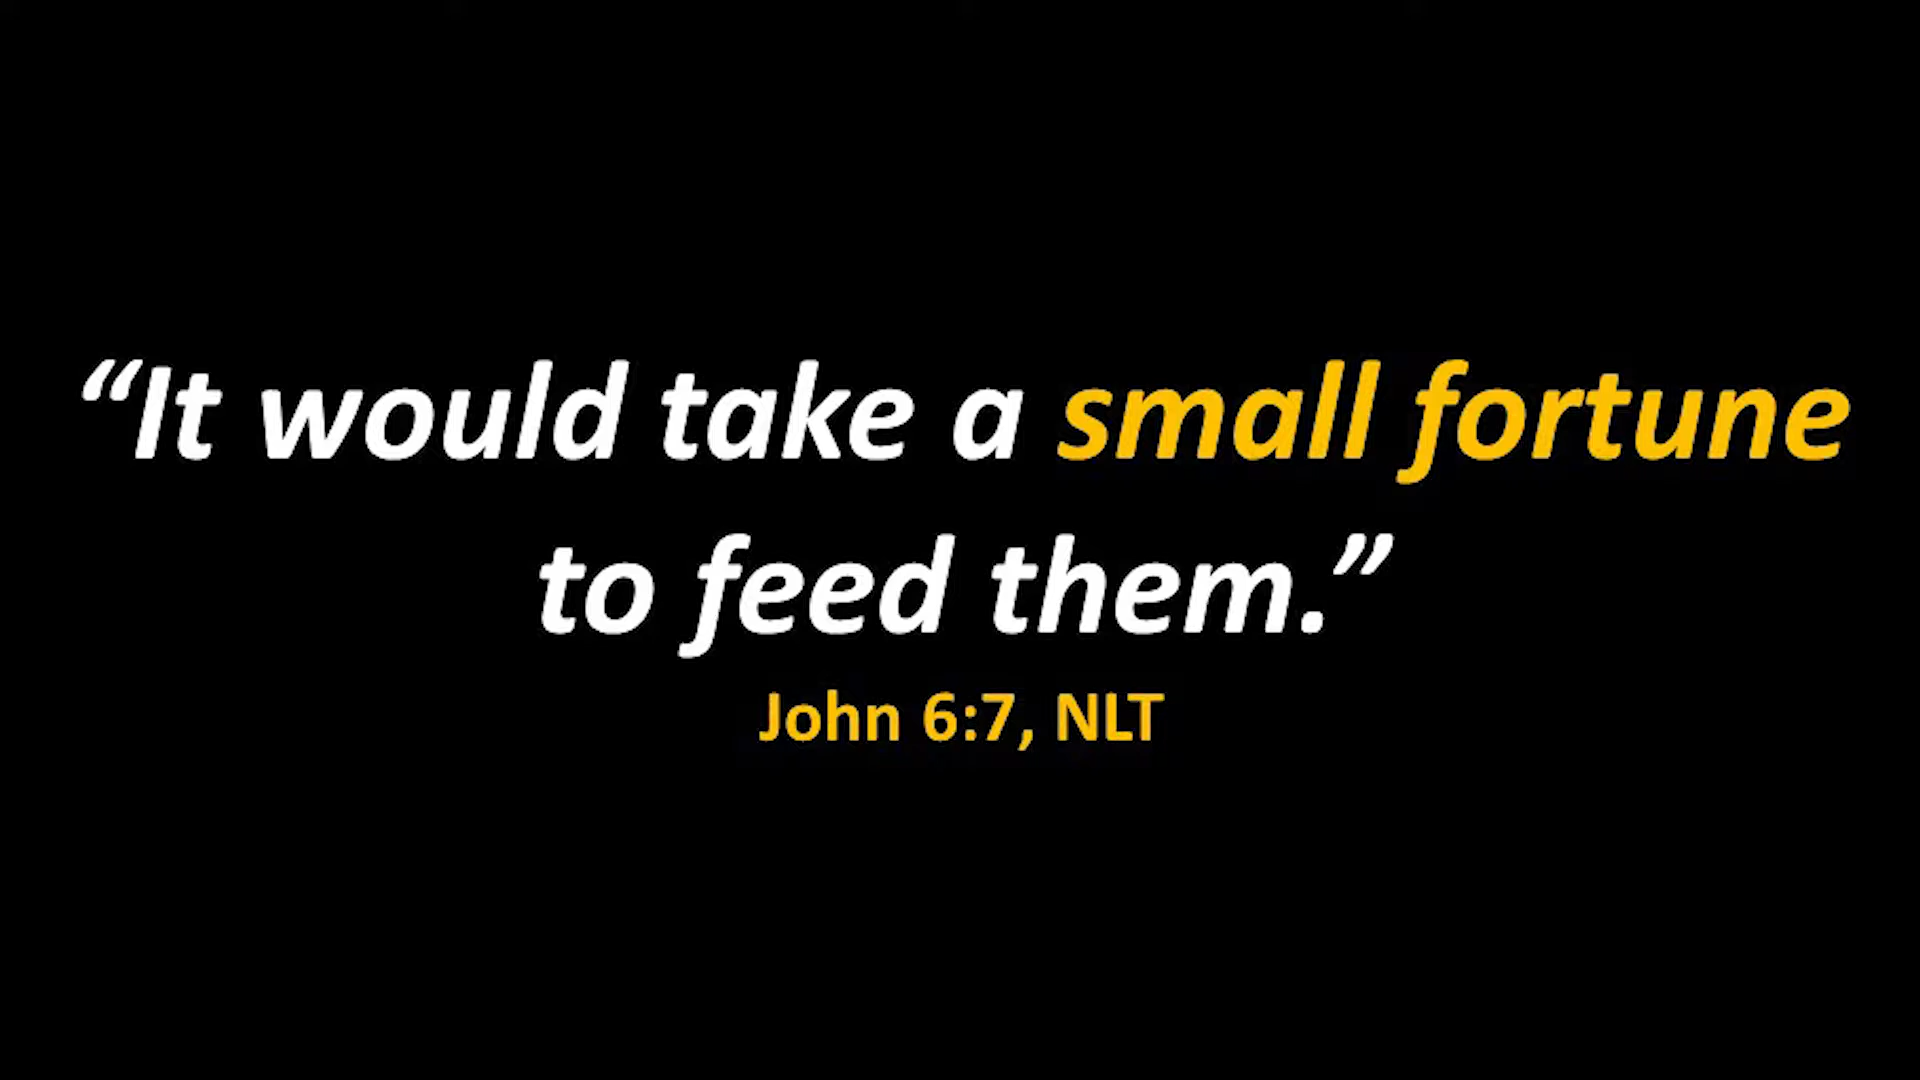 “It would take a small fortune
to feed them.”
John 6:7, NLT